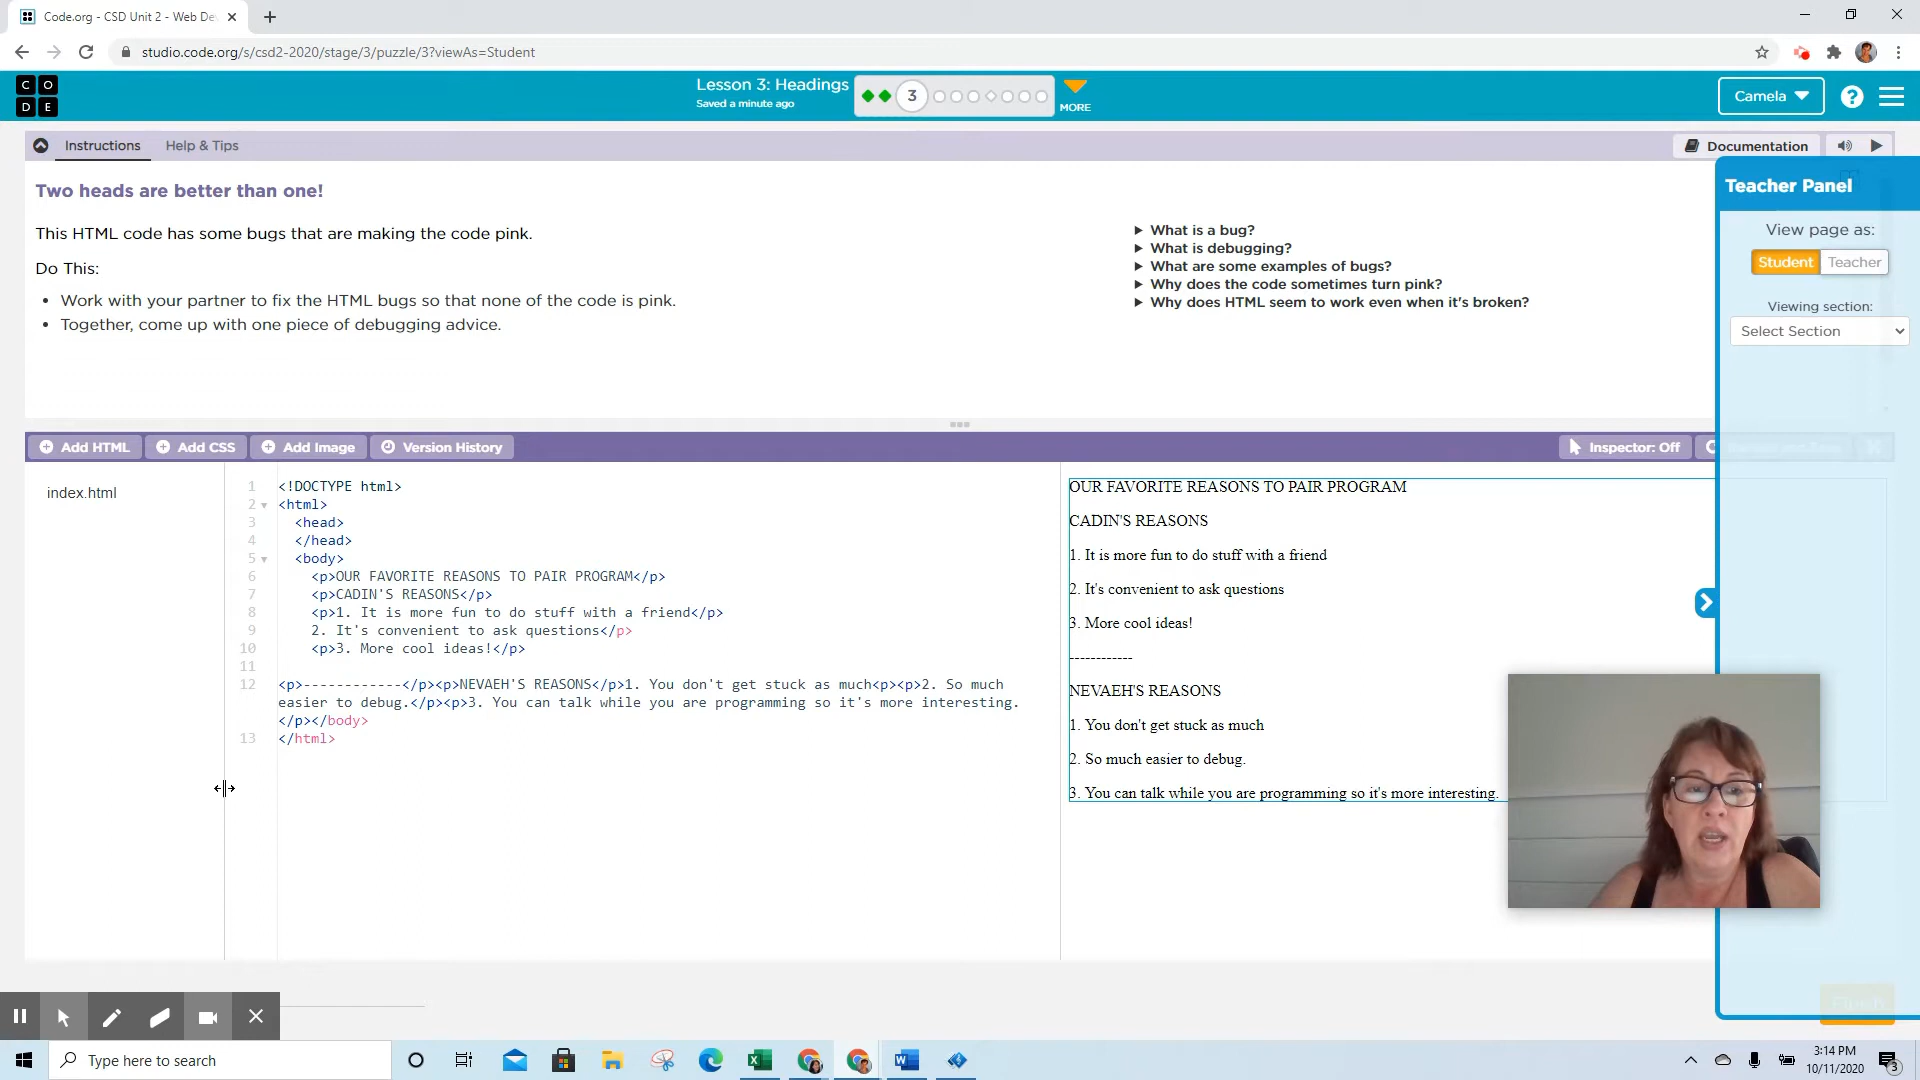 Code.org - CSD Unit 2 - Web De
studio.code.org/s/csd2-2020/stage/3/puzzle/3?viewAs=Student
C O
D E
Lesson 3: Headings
Saved a minute ago
3
MORE
Camela
?
Instructions
Help & Tips
Documentation
Two heads are better than one!
This HTML code has some bugs that are making the code pink.
Do This:
• Work with your partner to fix the HTML bugs so that none of the code is pink.
• Together, come up with one piece of debugging advice.
What is a bug?
What is debugging?
What are some examples of bugs?
Why does the code sometimes turn pink?
Why does HTML seem to work even when it's broken?
Teacher Panel
View page as:
Student
Teacher
Viewing section:
Select Section
Add HTML
Add CSS
Add Image
Version History
Inspector: Off
index.html
1 <!DOCTYPE html>
2 <html>
3 <head>
4 </head>
5 <body>
6 <p>OUR FAVORITE REASONS TO PAIR PROGRAM</p>
7 <p>CADIN'S REASONS</p>
8 <p>1. It is more fun to do stuff with a friend</p>
9 2. It's convenient to ask questions</p>
10 <p>3. More cool ideas!</p>
11
12 <p>------------</p><p>NEVAEH'S REASONS</p>1. You don't get stuck as much<p><p>2. So much
easier to debug.</p><p>3. You can talk while you are programming so it's more interesting.
</p></body>
13 </html>
OUR FAVORITE REASONS TO PAIR PROGRAM
CADIN'S REASONS
1. It is more fun to do stuff with a friend
2. It's convenient to ask questions
3. More cool ideas!
------------
NEVAEH'S REASONS
1. You don't get stuck as much
2. So much easier to debug.
3. You can talk while you are programming so it's more interesting.
Type here to search
3:14 PM
10/11/2020
3